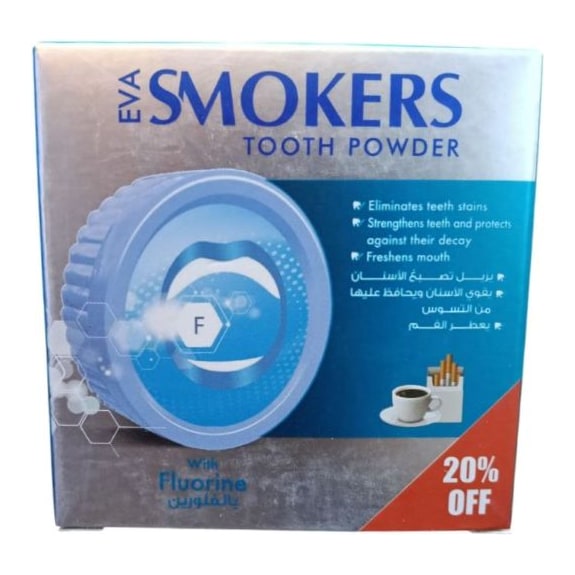 EVA
SMOKERS
TOOTH POWDER
Eliminates teeth stains
Strengthens teeth and protects
against their decay
Freshens mouth
يزيل تصبغ الأسنان
يقوي الأسنان ويحافظ عليها
من التسوس
يعطر الفم
F
With
Fluorine
بالفلورين
20%
OFF